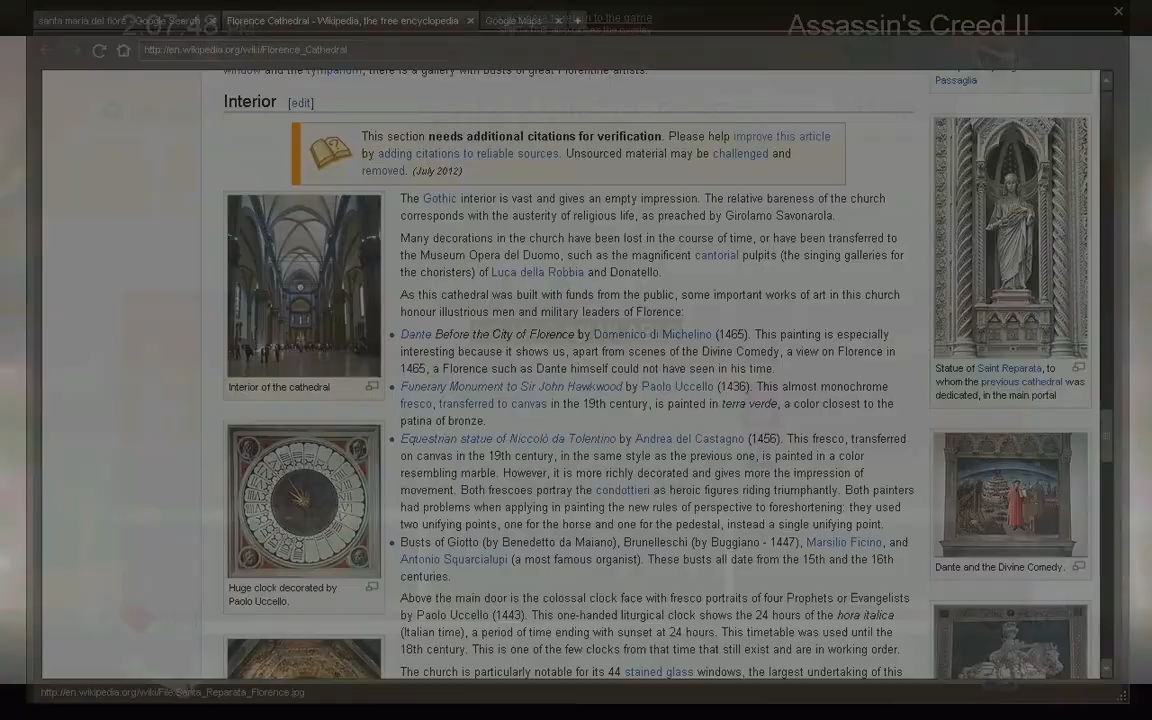 santa maria del fiore - Google Search
Florence Cathedral - Wikipedia, the free encyclopedia
Google Maps
to the game
2:07:48 PM
Assassin's Creed II
http://en.wikipedia.org/wiki/Florence_Cathedral
window and the tympanum, there is a gallery with busts of great Florentine artists.
Passaglia
Interior [edit]
This section needs additional citations for verification. Please help improve this article
by adding citations to reliable sources. Unsourced material may be challenged and
removed. (July 2012)
The Gothic interior is vast and gives an empty impression. The relative bareness of the church
corresponds with the austerity of religious life, as preached by Girolamo Savonarola.
Many decorations in the church have been lost in the course of time, or have been transferred to
the Museum Opera del Duomo, such as the magnificent cantorial pulpits (the singing galleries for
the choristers) of Luca della Robbia and Donatello.
As this cathedral was built with funds from the public, some important works of art in this church
honour illustrious men and military leaders of Florence:
Dante Before the City of Florence by Domenico di Michelino (1465). This painting is especially
interesting because it shows us, apart from scenes of the Divine Comedy, a view on Florence in
1465, a Florence such as Dante himself could not have seen in his time.
Funerary Monument to Sir John Hawkwood by Paolo Uccello (1436). This almost monochrome
fresco, transferred to canvas in the 19th century, is painted in terra verde, a color closest to the
patina of bronze.
Equestrian statue of Niccolò da Tolentino by Andrea del Castagno (1456). This fresco, transferred
on canvas in the 19th century, in the same style as the previous one, is painted in a color
resembling marble. However, it is more richly decorated and gives more the impression of
movement. Both frescoes portray the condottieri as heroic figures riding triumphantly. Both painters
had problems when applying in painting the new rules of perspective to foreshortening: they used
two unifying points, one for the horse and one for the pedestal, instead a single unifying point.
Busts of Giotto (by Benedetto da Maiano), Brunelleschi (by Buggiano - 1447), Marsilio Ficino, and
Antonio Squarcialupi (a most famous organist). These busts all date from the 15th and the 16th
centuries.
Above the main door is the colossal clock face with fresco portraits of four Prophets or Evangelists
by Paolo Uccello (1443). This one-handed liturgical clock shows the 24 hours of the hora italica
(Italian time), a period of time ending with sunset at 24 hours. This timetable was used until the
18th century. This is one of the few clocks from that time that still exist and are in working order.
The church is particularly notable for its 44 stained glass windows, the largest undertaking of this
Interior of the cathedral
Huge clock decorated by
Paolo Uccello.
Statue of Saint Reparata, to
whom the previous cathedral was
dedicated, in the main portal
Dante and the Divine Comedy.
http://en.wikipedia.org/wiki/File:Santa_Reparata_Florence.jpg